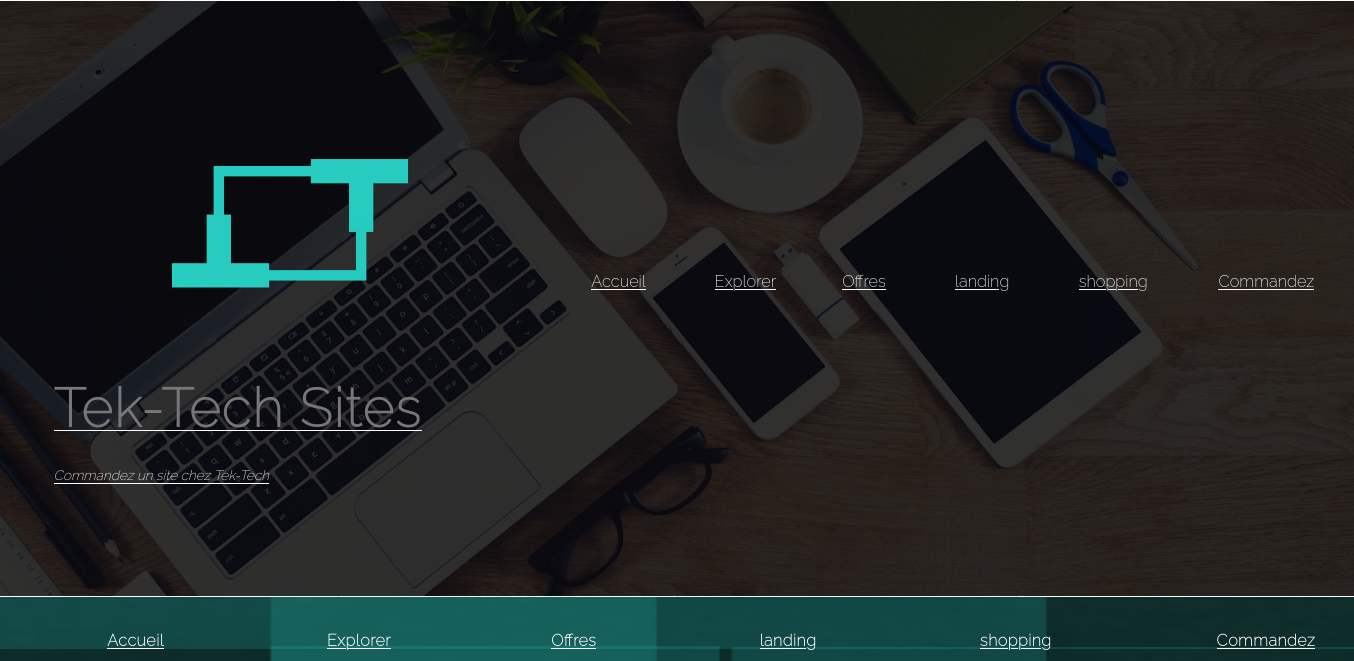 Accueil Explorer Offres landing shopping Commandez
Tek-Tech Sites
Commandez un site chez Tek-Tech
Accueil Explorer Offres landing shopping Commandez